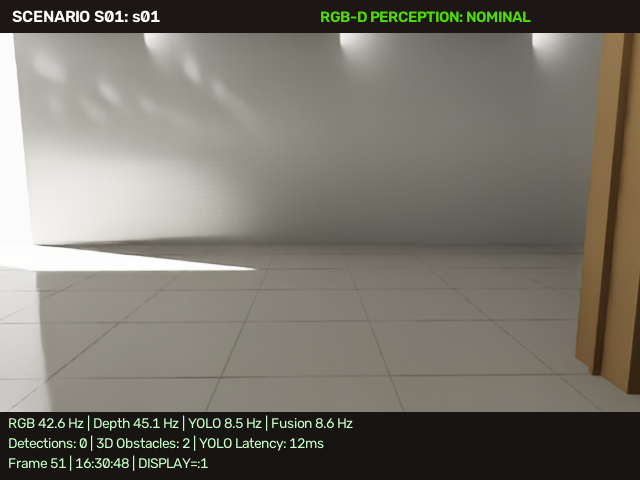 SCENARIO S01: s01
RGB-D PERCEPTION: NOMINAL
RGB 42.6 Hz | Depth 45.1 Hz | YOLO 8.5 Hz | Fusion 8.6 Hz
Detections: 0 | 3D Obstacles: 2 | YOLO Latency: 12ms
Frame 51 | 16:30:48 | DISPLAY=:1